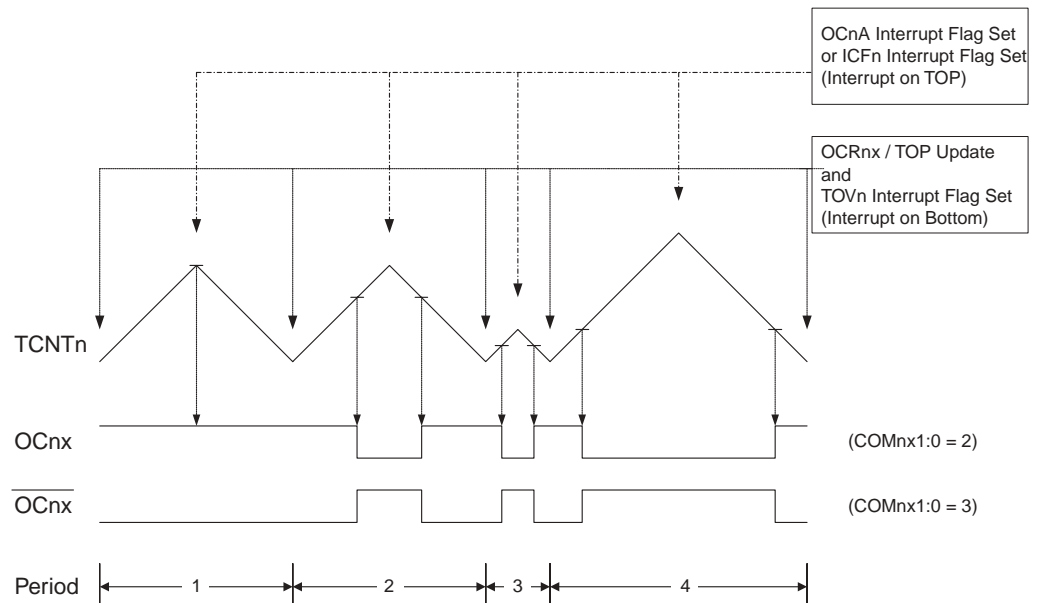 OCnA Interrupt Flag Set
or ICFn Interrupt Flag Set
(Interrupt on TOP)
OCRnx / TOP Update
and
TOVn Interrupt Flag Set
(Interrupt on Bottom)
TCNTn
OCnx
(COMnx1:0 = 2)
OCnx
(COMnx1:0 = 3)
Period
1
2
3
4